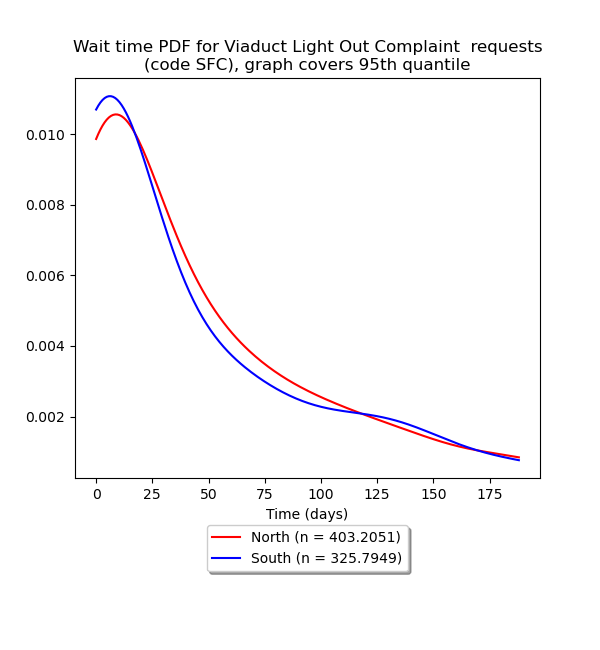 Wait time PDF for Viaduct Light Out Complaint  requests
(code SFC), graph covers 95th quantile
0.010
0.008
0.006
0.004
0.002
0 25 50 75 100 125 150 175
Time (days)
North (n = 403.2051)
South (n = 325.7949)